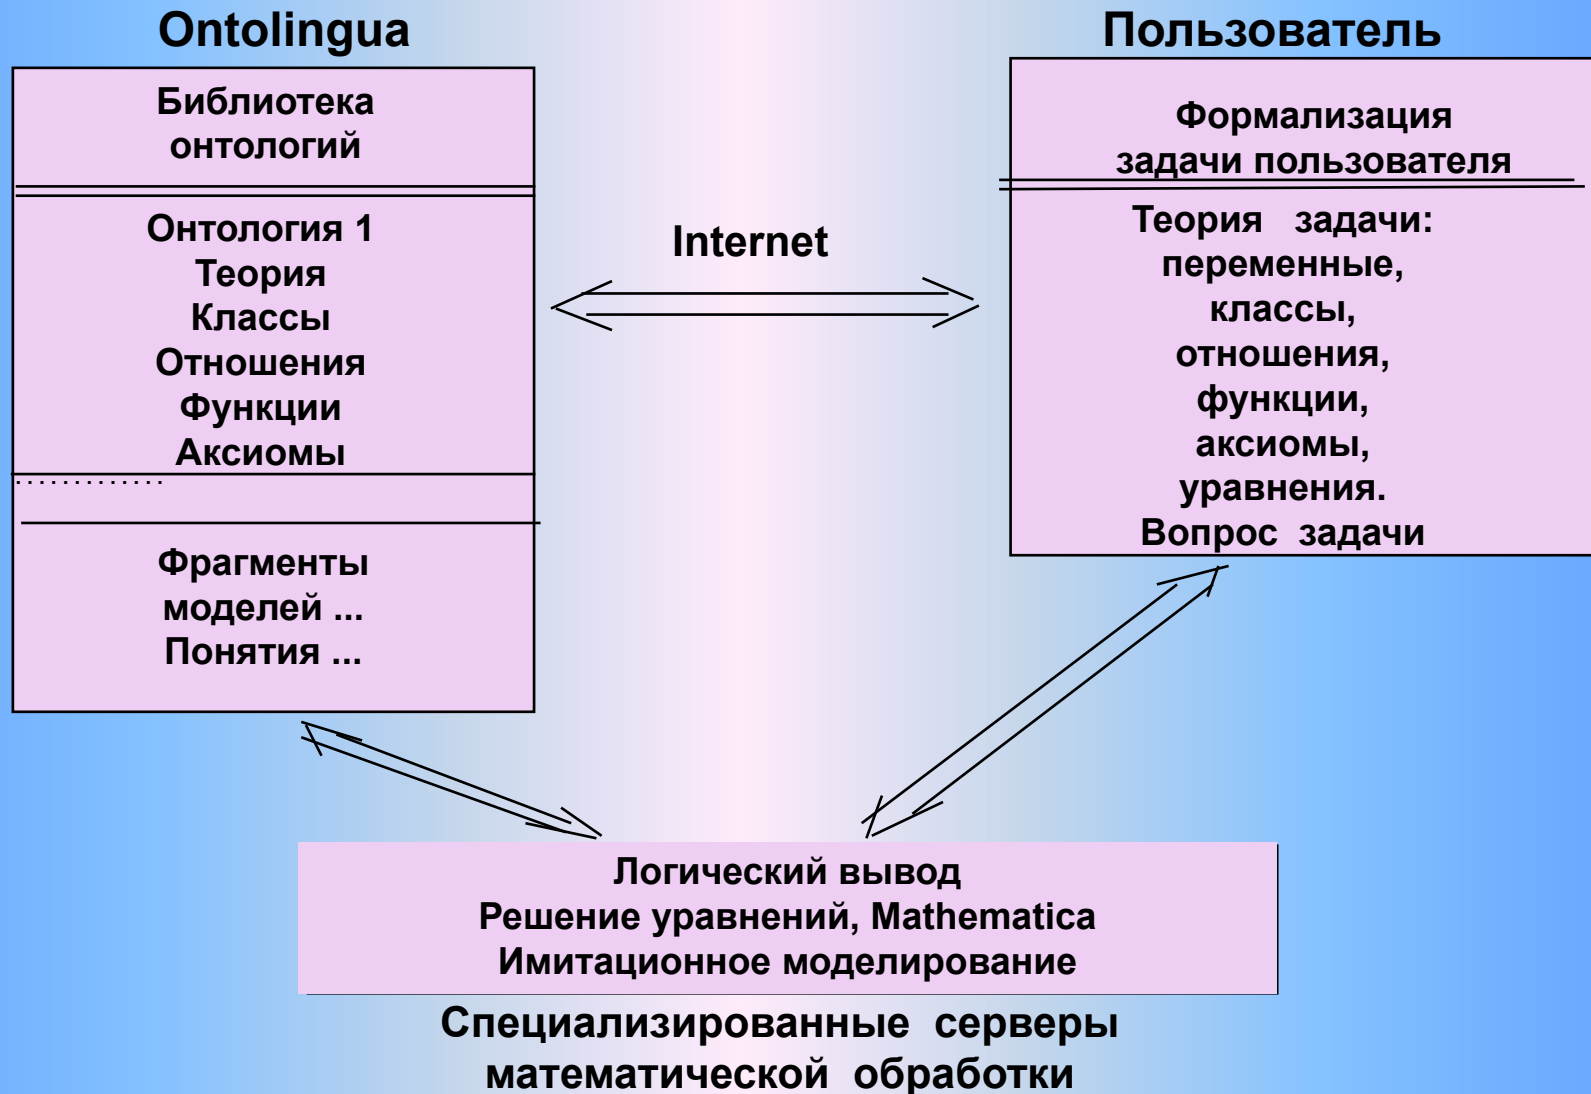 Ontolingua
Библиотека
онтологий
Онтология 1
Теория
Классы
Отношения
Функции
Аксиомы
. . . . . . . . . . . . .
Фрагменты
моделей ...
Понятия ...
Internet
Пользователь
Формализация
задачи пользователя
Теория задачи:
переменные,
классы,
отношения,
функции,
аксиомы,
уравнения.
Вопрос задачи
Логический вывод
Решение уравнений, Mathematica
Имитационное моделирование
Специализированные серверы
математической обработки